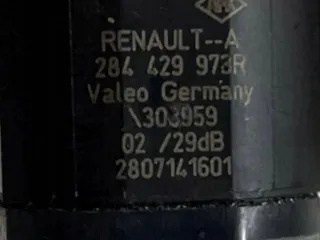 RENAULT--A
284 429 973R
Valeo Germany
\303959
02 /29dB
2807141601